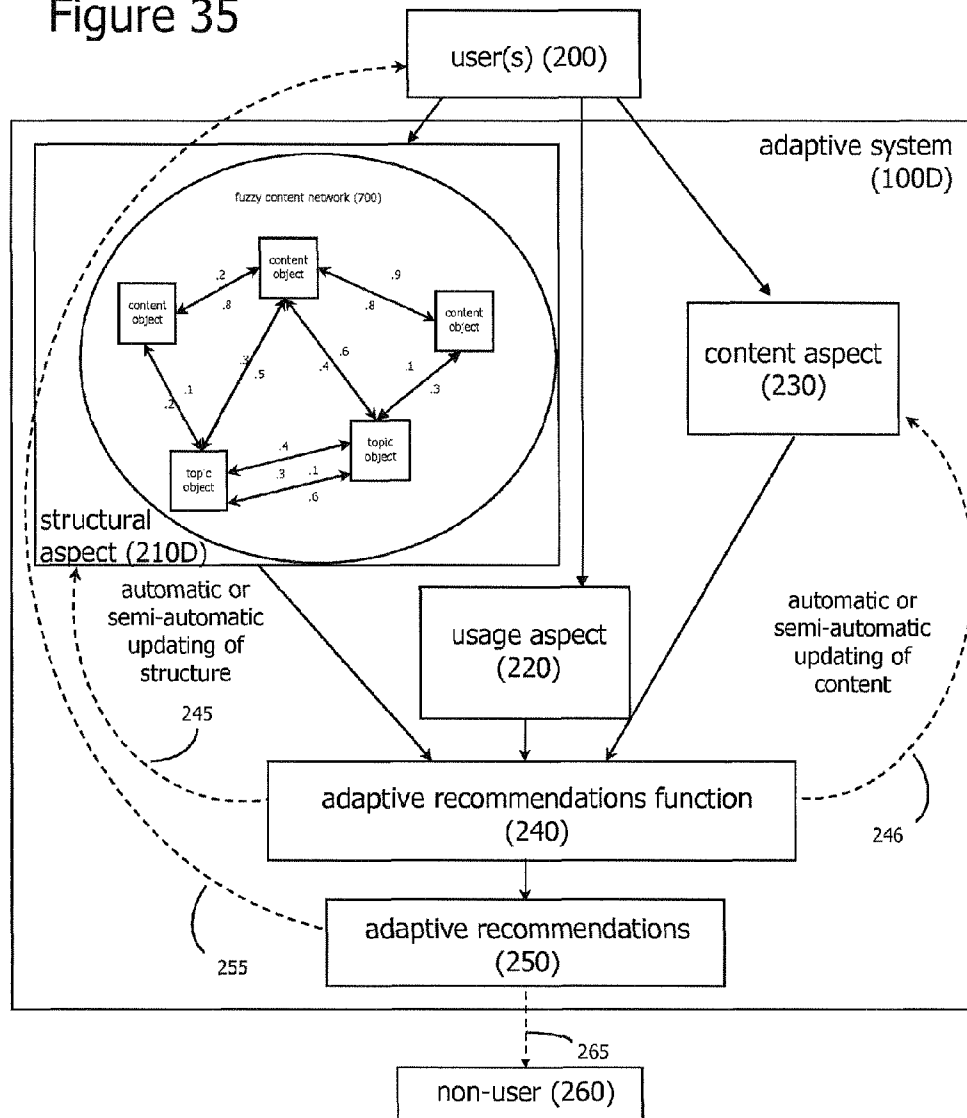 Figure 35
user(s) (200)
adaptive system
(100D)
fuzzy content network (700)
content
object
content
object
content
object
.2
.8
.9
.8
.3
.5
.6
.4
.1
.3
.1
.2
topic
object
topic
object
.4
.3
.1
.6
structural
aspect (210D)
content aspect
(230)
automatic or
semi-automatic
updating of
structure
245
usage aspect
(220)
automatic or
semi-automatic
updating of
content
246
adaptive recommendations function
(240)
adaptive recommendations
(250)
255
265
non-user (260)